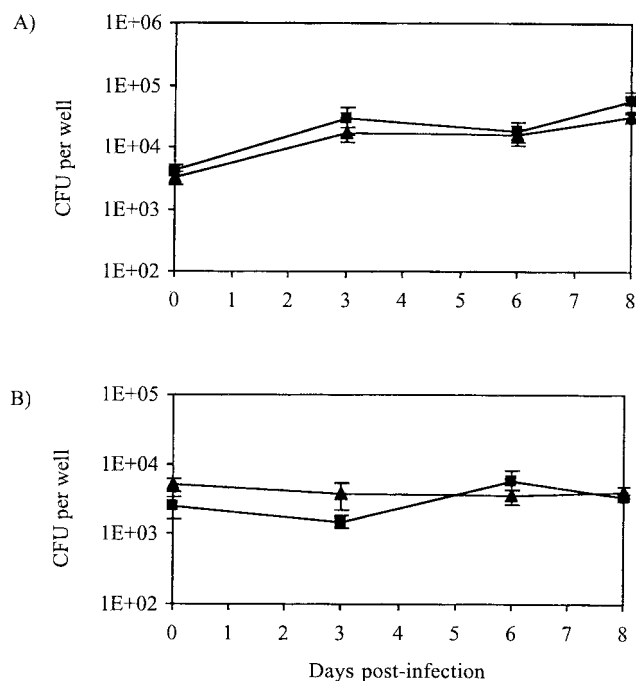 A)
CFU per well
1E+06
1E+05
1E+04
1E+03
1E+02
0 1 2 3 4 5 6 7 8
B)
CFU per well
1E+05
1E+04
1E+03
1E+02
0 1 2 3 4 5 6 7 8
Days post-infection